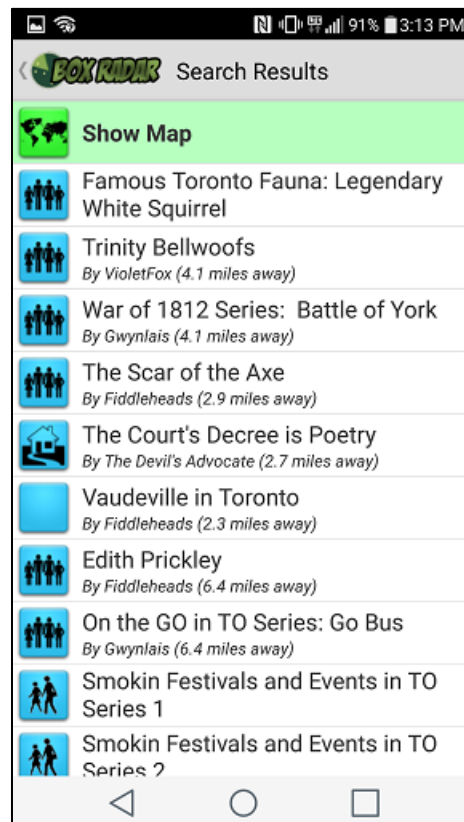 91% 3:13 PM
BOX RADAR Search Results
Show Map
Famous Toronto Fauna: Legendary
White Squirrel
Trinity Bellwoofs
By VioletFox (4.1 miles away)
War of 1812 Series:  Battle of York
By Gwynlais (4.1 miles away)
The Scar of the Axe
By Fiddleheads (2.9 miles away)
The Court's Decree is Poetry
By The Devil's Advocate (2.7 miles away)
Vaudeville in Toronto
By Fiddleheads (2.3 miles away)
Edith Prickley
By Fiddleheads (6.4 miles away)
On the GO in TO Series: Go Bus
By Gwynlais (6.4 miles away)
Smokin Festivals and Events in TO
Series 1
Smokin Festivals and Events in TO
Series 2